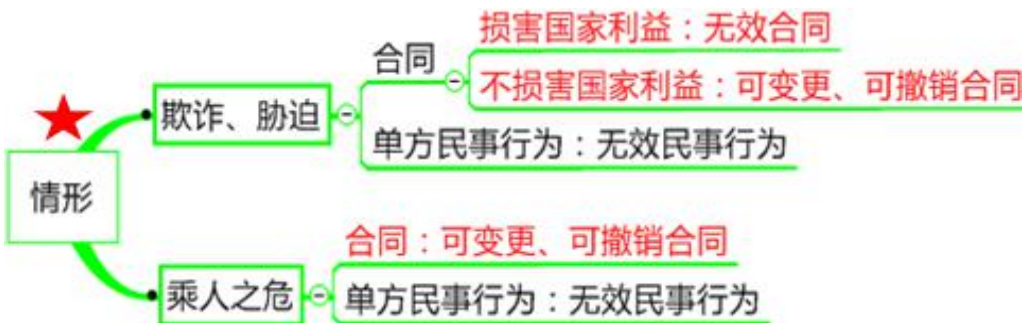 情形
欺诈、胁迫
合同
损害国家利益：无效合同
不损害国家利益：可变更、可撤销合同
单方民事行为：无效民事行为
乘人之危
合同：可变更、可撤销合同
单方民事行为：无效民事行为